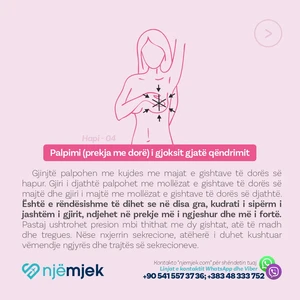 Hapi - 04
Palpimi (prekja me dorë) i gjoksit gjatë qëndrimit
Gjinjtë palpohen me kujdes me majat e gishtave të dorës së
hapur. Gjiri i djathtë palpohet me mollëzat e gishtave të dorës së
majtë dhe gjiri i majtë me mollëzat e gishtave të dorës së djathtë.
Është e rëndësishme të dihet se në disa gra, kudrati i sipërm i
jashtëm i gjirit, ndjehet në prekje më i ngjeshur dhe më i fortë.
Pastaj ushtrohet presion mbi thithat me dy gishtat, atë të madh
dhe tregues. Nëse nxjerrin sekrecione, atëherë i duhet kushtuar
vëmendje ngjyrës dhe tajitës së sekrecioneve.
njëmjek
Kontakto "njemjek.com" për shëndetin tuaj
Linjat e kontaktit WhatsApp dhe Viber
+90 541 557 37 36; +383 48 333 752